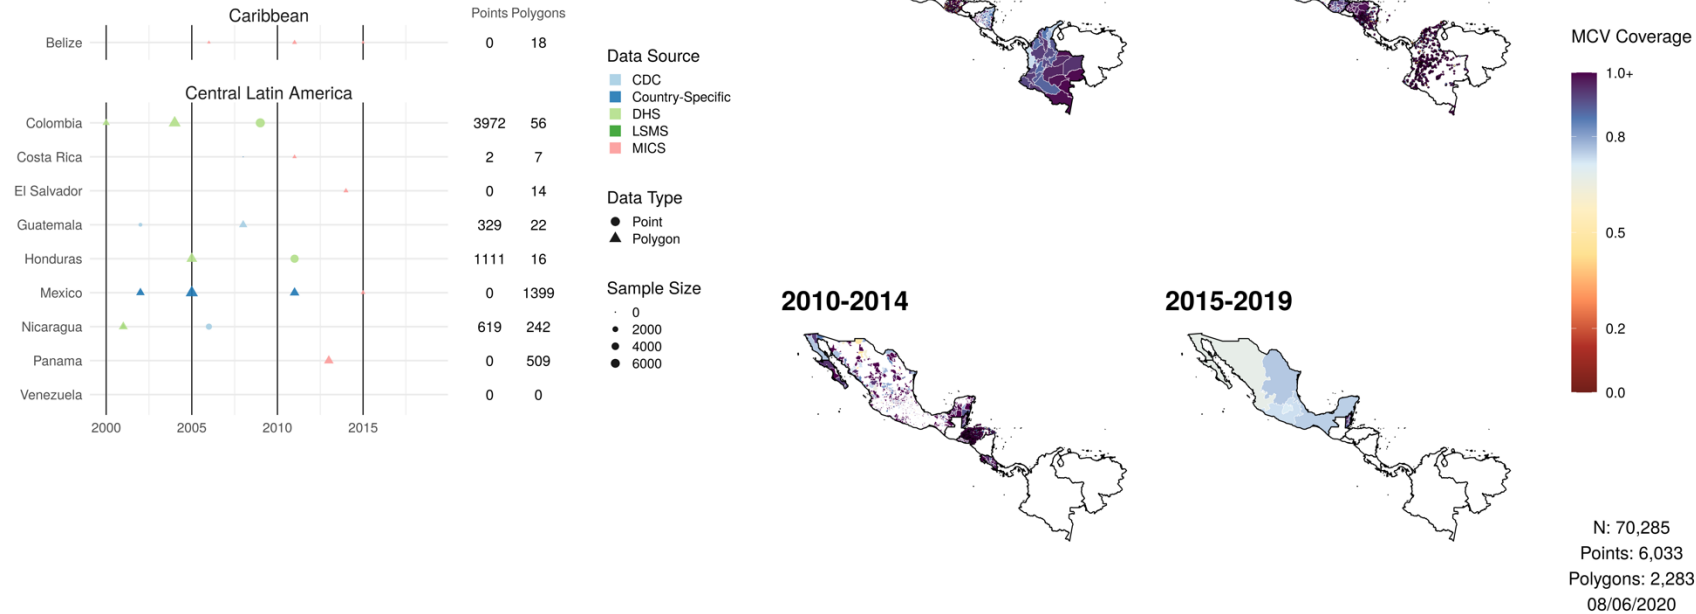 Caribbean
Points Polygons
Belize 0 18
Central Latin America
Colombia 3972 56
Costa Rica 2 7
El Salvador 0 14
Guatemala 329 22
Honduras 1111 16
Mexico 0 1399
Nicaragua 619 242
Panama 0 509
Venezuela 0 0
2000 2005 2010 2015
Data Source
CDC
Country-Specific
DHS
LSMS
MICS
Data Type
Point
Polygon
Sample Size
0
2000
4000
6000
2010-2014
2015-2019
MCV Coverage
1.0+
0.8
0.5
0.2
0.0
N: 70,285
Points: 6,033
Polygons: 2,283
08/06/2020